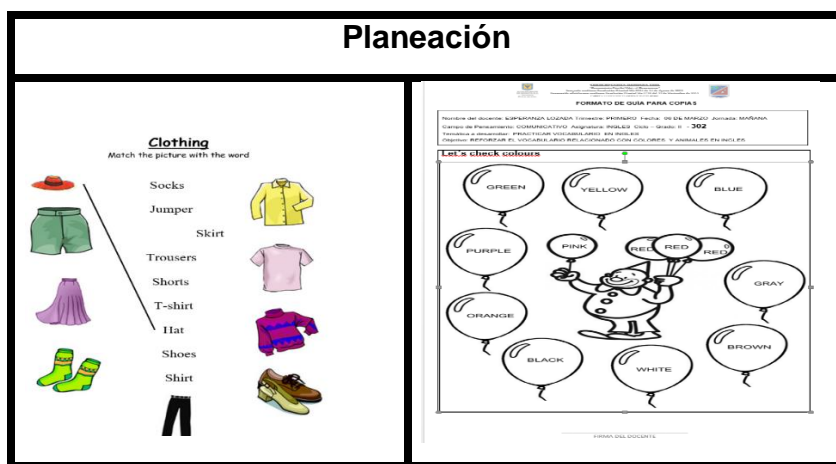 Planeación
Clothing
Match the picture with the word
Socks
Jumper
Skirt
Trousers
Shorts
T-shirt
Hat
Shoes
Shirt
FORMATO DE GUÍA PARA COPIAS
Nombre del docente: ESPERANZA LOZADA Trimestre: PRIMERO Fecha: 06 DE MARZO Jornada: MAÑANA
Campo de Pensamiento: COMUNICATIVO Asignatura: INGLES Ciclo – Grado: II - 302
Temática a desarrollar: PRACTICAR VOCABULARIO EN INGLES
Objetivo: REFORZAR EL VOCABULARIO RELACIONADO CON COLORES Y ANIMALES EN INGLES
Let´s check colours
GREEN
YELLOW
BLUE
PURPLE
PINK
RED
RED
RED
GRAY
ORANGE
BROWN
BLACK
WHITE
FIRMA DEL DOCENTE